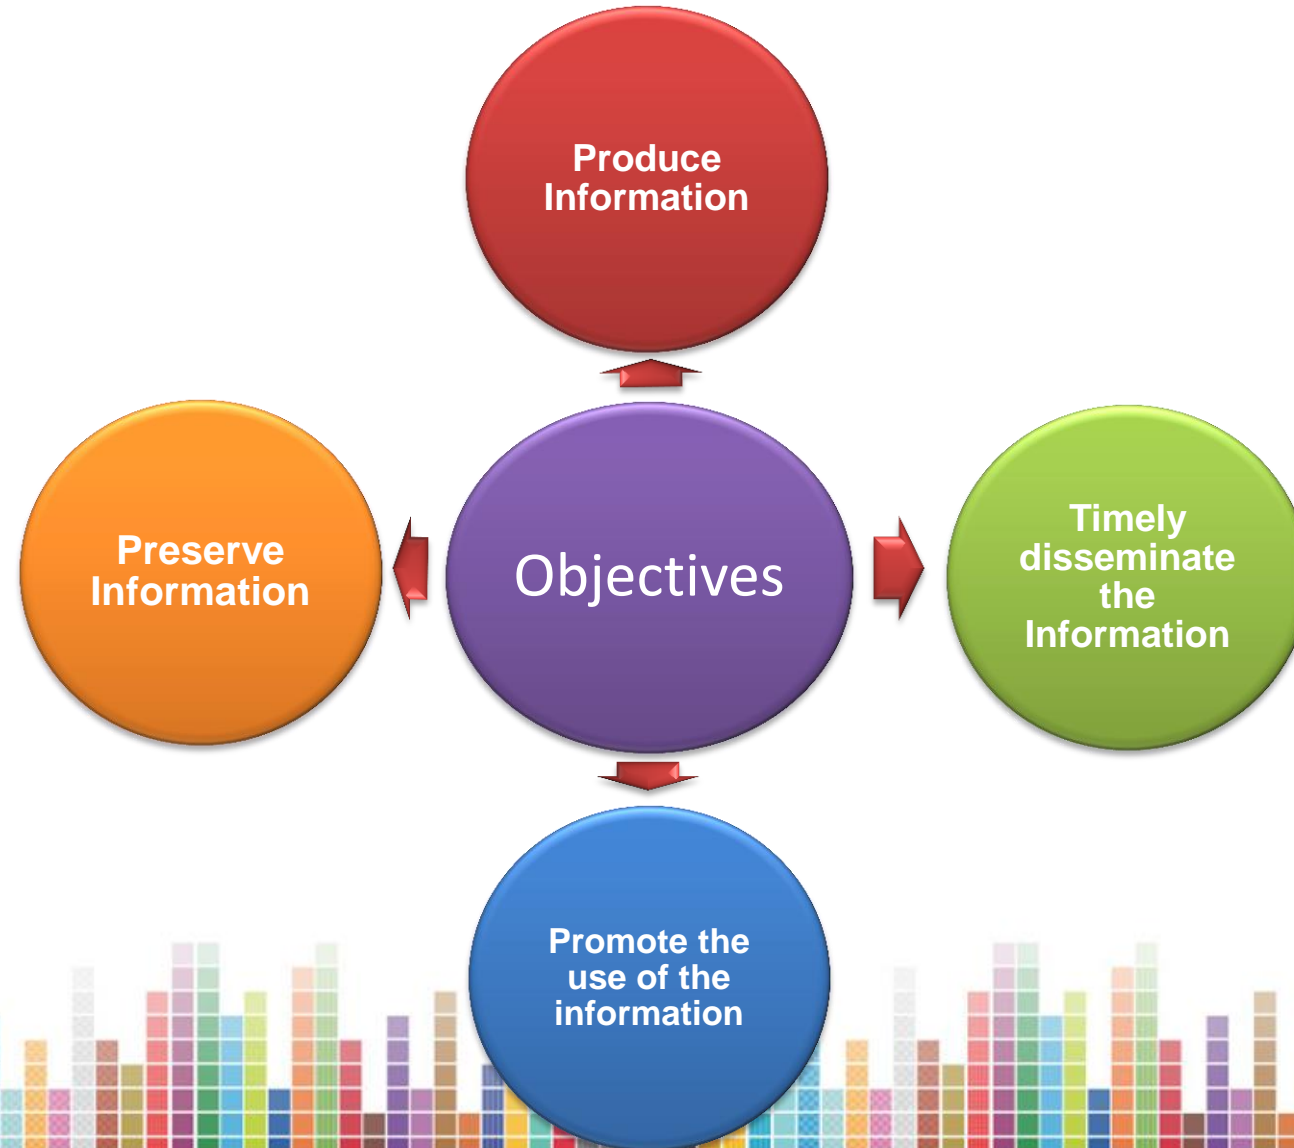 Produce
Information
Preserve
Information
Objectives
Timely
disseminate
the
Information
Promote the
use of the
information